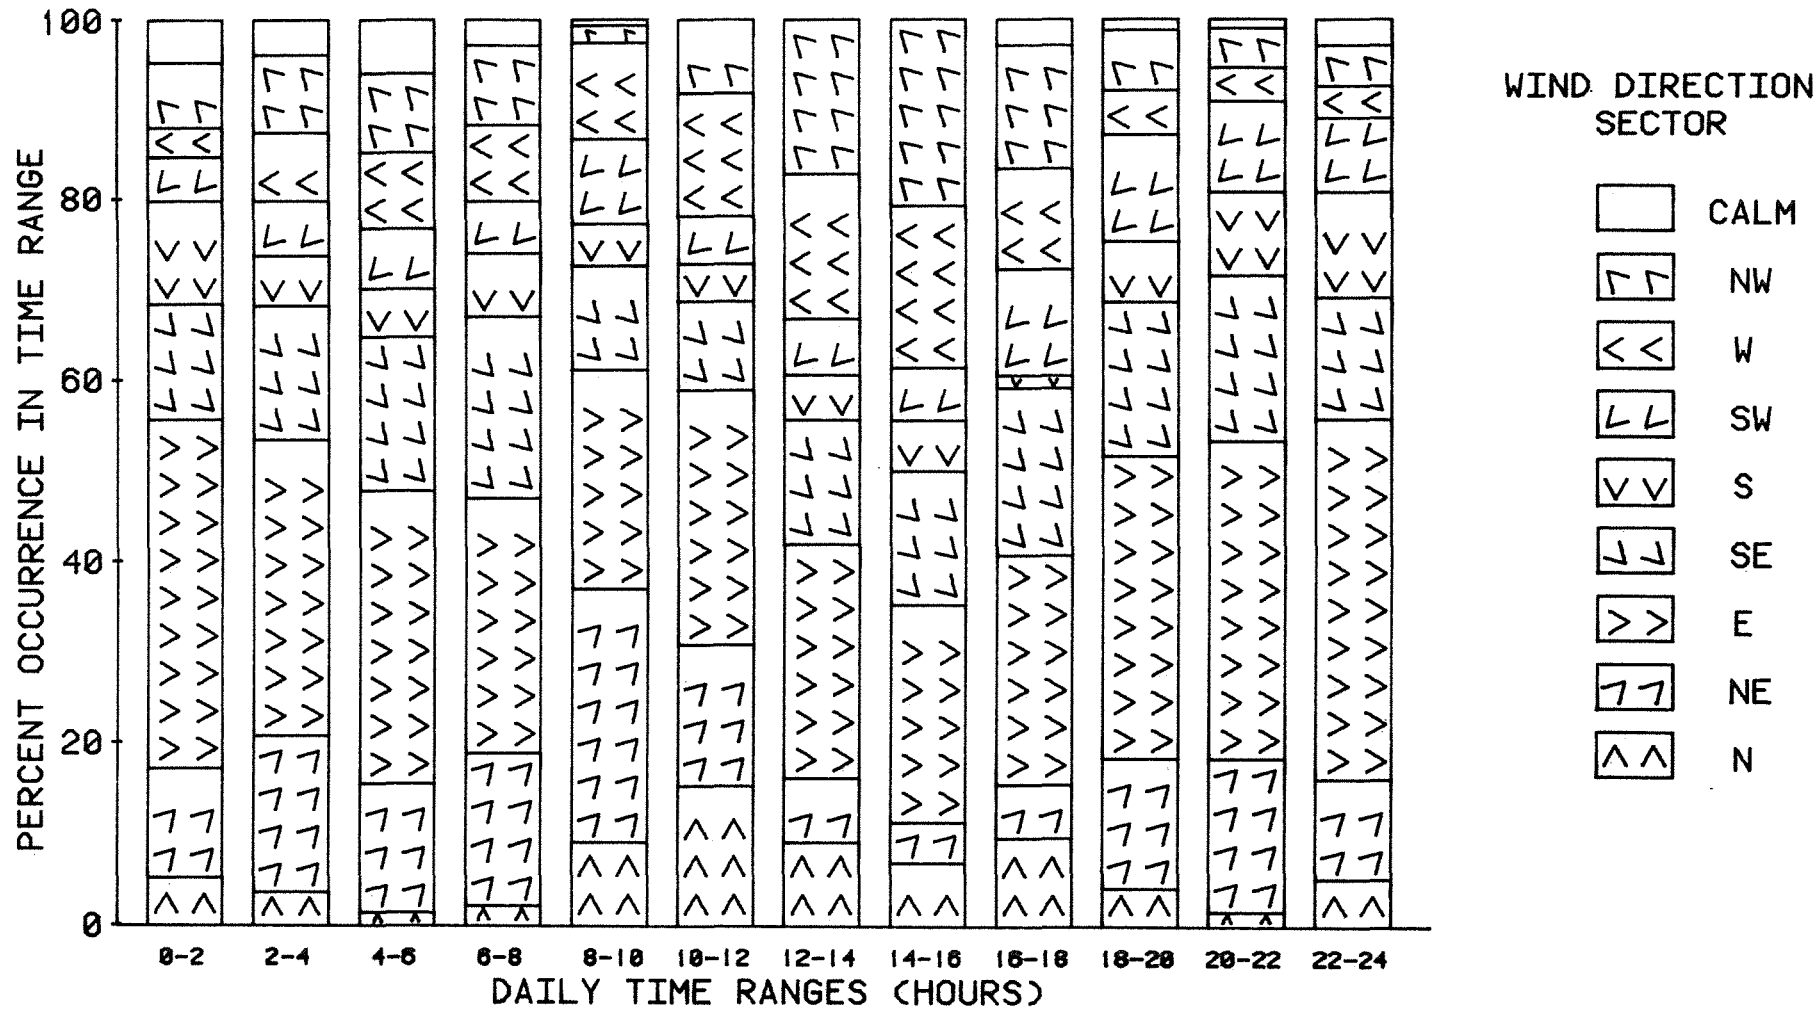 100
80
60
40
20
0
PERCENT OCCURRENCE IN TIME RANGE
0-2 2-4 4-6 6-8 8-10 10-12 12-14 14-16 16-18 18-20 20-22 22-24
DAILY TIME RANGES (HOURS)
WIND DIRECTION
SECTOR
CALM
NW
W
SW
S
SE
E
NE
N